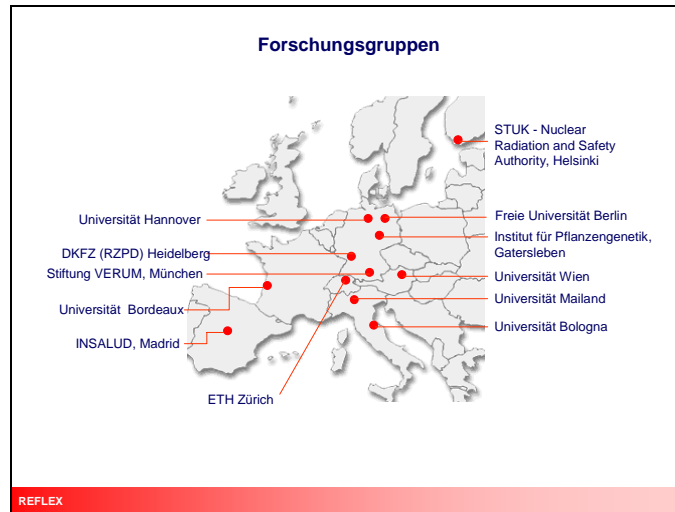 Forschungsgruppen
STUK - Nuclear
Radiation and Safety
Authority, Helsinki
Universität Hannover
Freie Universität Berlin
Institut für Pflanzengenetik,
Gatersleben
DKFZ (RZPD) Heidelberg
Stiftung VERUM, München
Universität Wien
Universität Bordeaux
Universität Mailand
INSALUD, Madrid
Universität Bologna
ETH Zürich
REFLEX